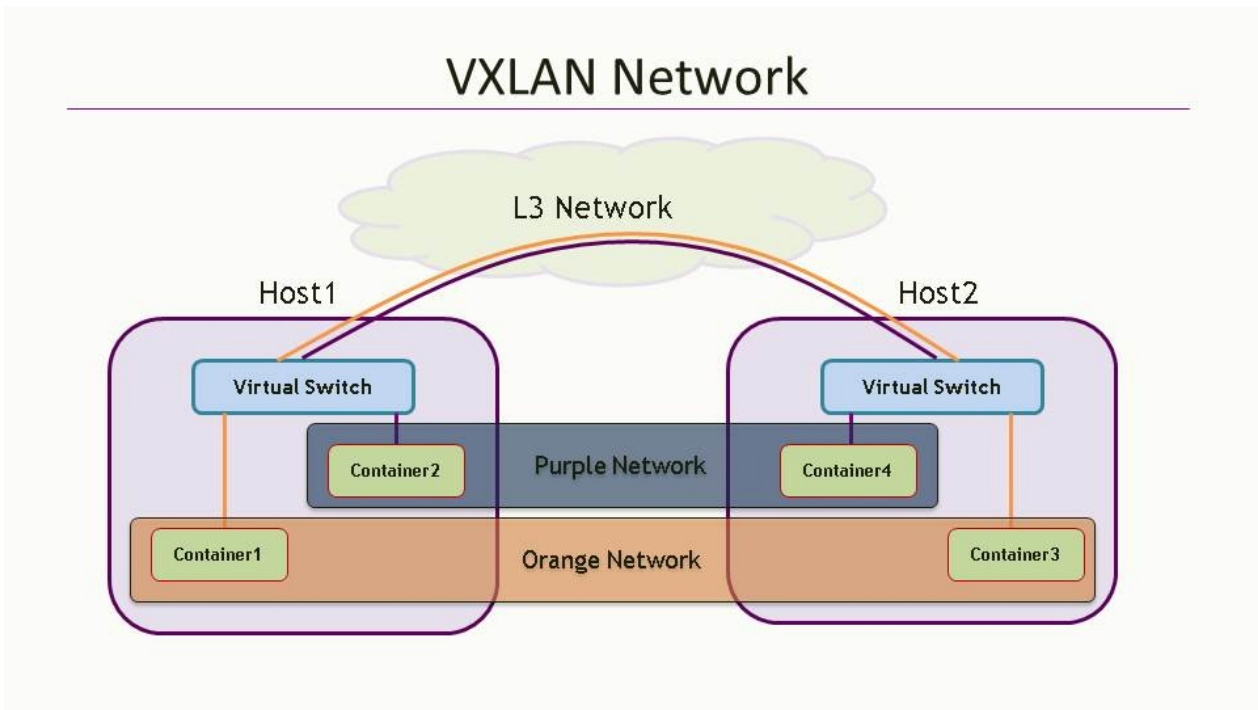 VXLAN Network
L3 Network
Host1
Host2
Virtual Switch
Virtual Switch
Container2
Purple Network
Container4
Container1
Orange Network
Container3